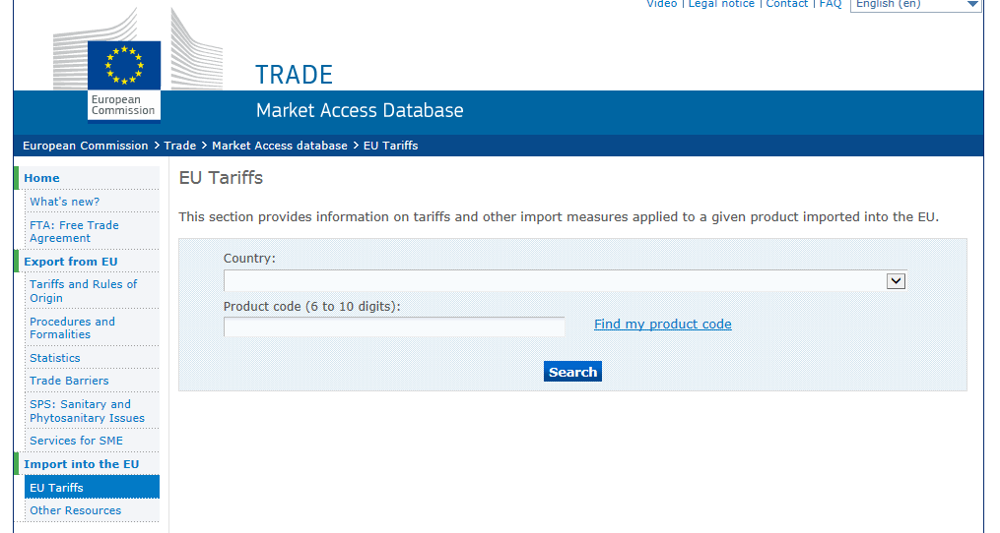 Video | Legal notice | Contact | FAQ English (en)
TRADE
European
Commission
Market Access Database
European Commission > Trade > Market Access database > EU Tariffs
Home
What's new?
FTA: Free Trade
Agreement
Export from EU
Tariffs and Rules of
Origin
Procedures and
Formalities
Statistics
Trade Barriers
SPS: Sanitary and
Phytosanitary Issues
Services for SME
Import into the EU
EU Tariffs
Other Resources
EU Tariffs
This section provides information on tariffs and other import measures applied to a given product imported into the EU.
Country:
Product code (6 to 10 digits):
Find my product code
Search